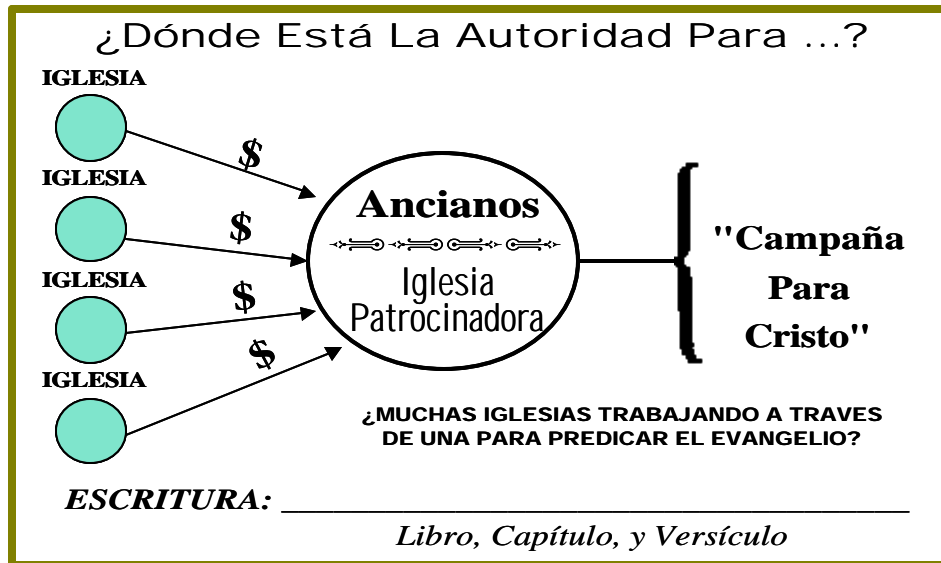 ¿Dónde Está La Autoridad Para ...?
IGLESIA
$
IGLESIA
$
IGLESIA
$
IGLESIA
$
Ancianos
Iglesia
Patrocinadora
"Campaña
Para
Cristo"
¿MUCHAS IGLESIAS TRABAJANDO A TRAVES
DE UNA PARA PREDICAR EL EVANGELIO?
ESCRITURA: ______________________________________
Libro, Capítulo, y Versículo